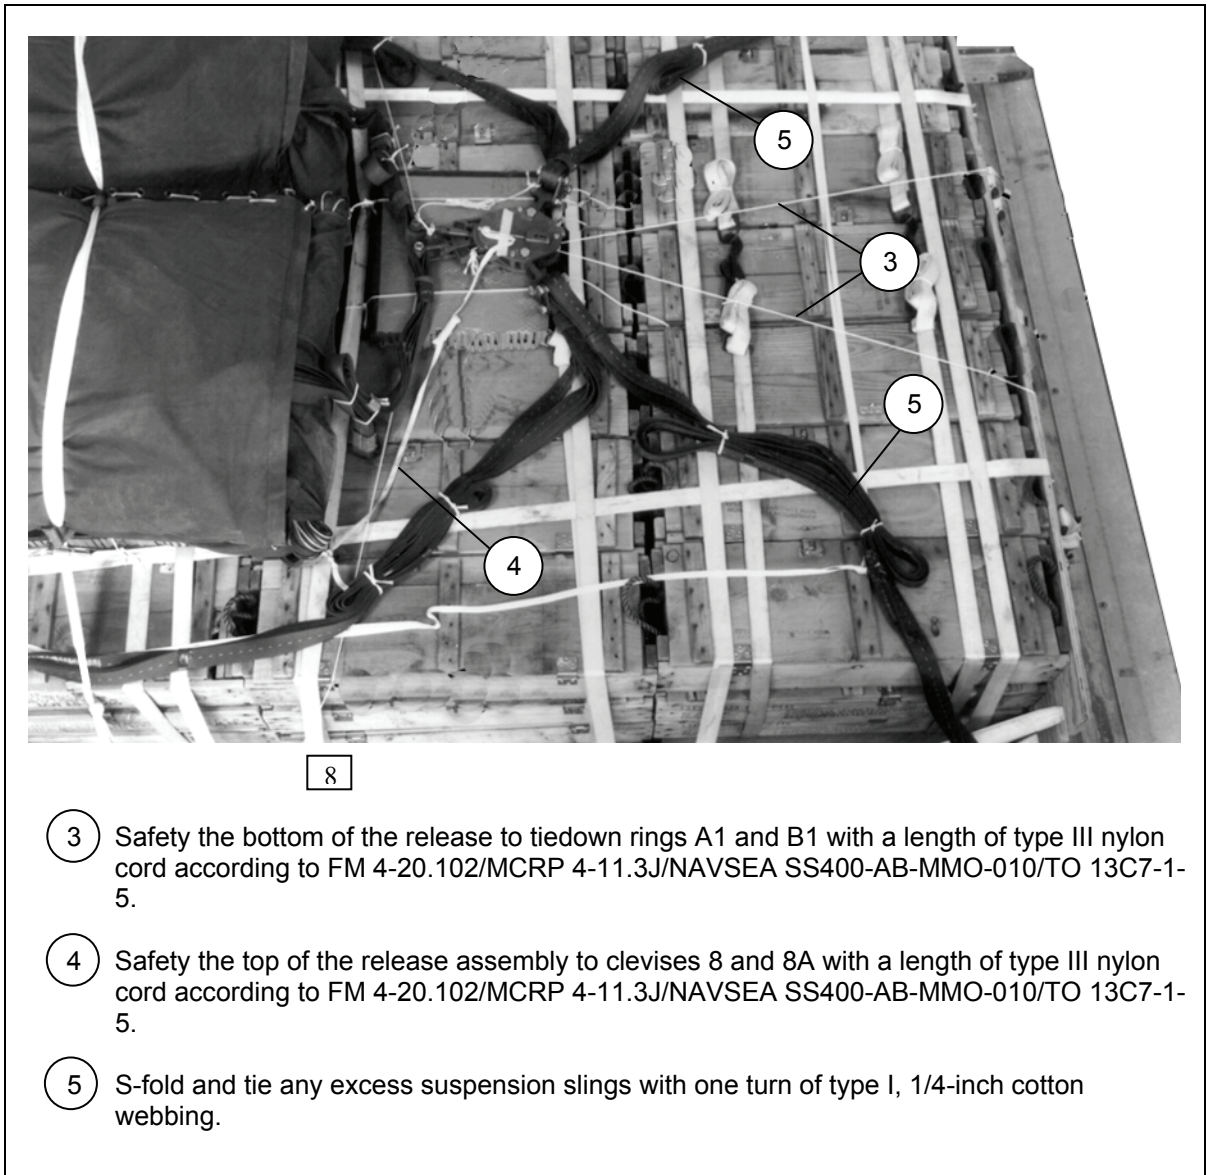 5
3
5
4
8
3 Safety the bottom of the release to tiedown rings A1 and B1 with a length of type III nylon
cord according to FM 4-20.102/MCRP 4-11.3J/NAVSEA SS400-AB-MMO-010/TO 13C7-1-
5.
4 Safety the top of the release assembly to clevises 8 and 8A with a length of type III nylon
cord according to FM 4-20.102/MCRP 4-11.3J/NAVSEA SS400-AB-MMO-010/TO 13C7-1-
5.
5 S-fold and tie any excess suspension slings with one turn of type I, 1/4-inch cotton
webbing.